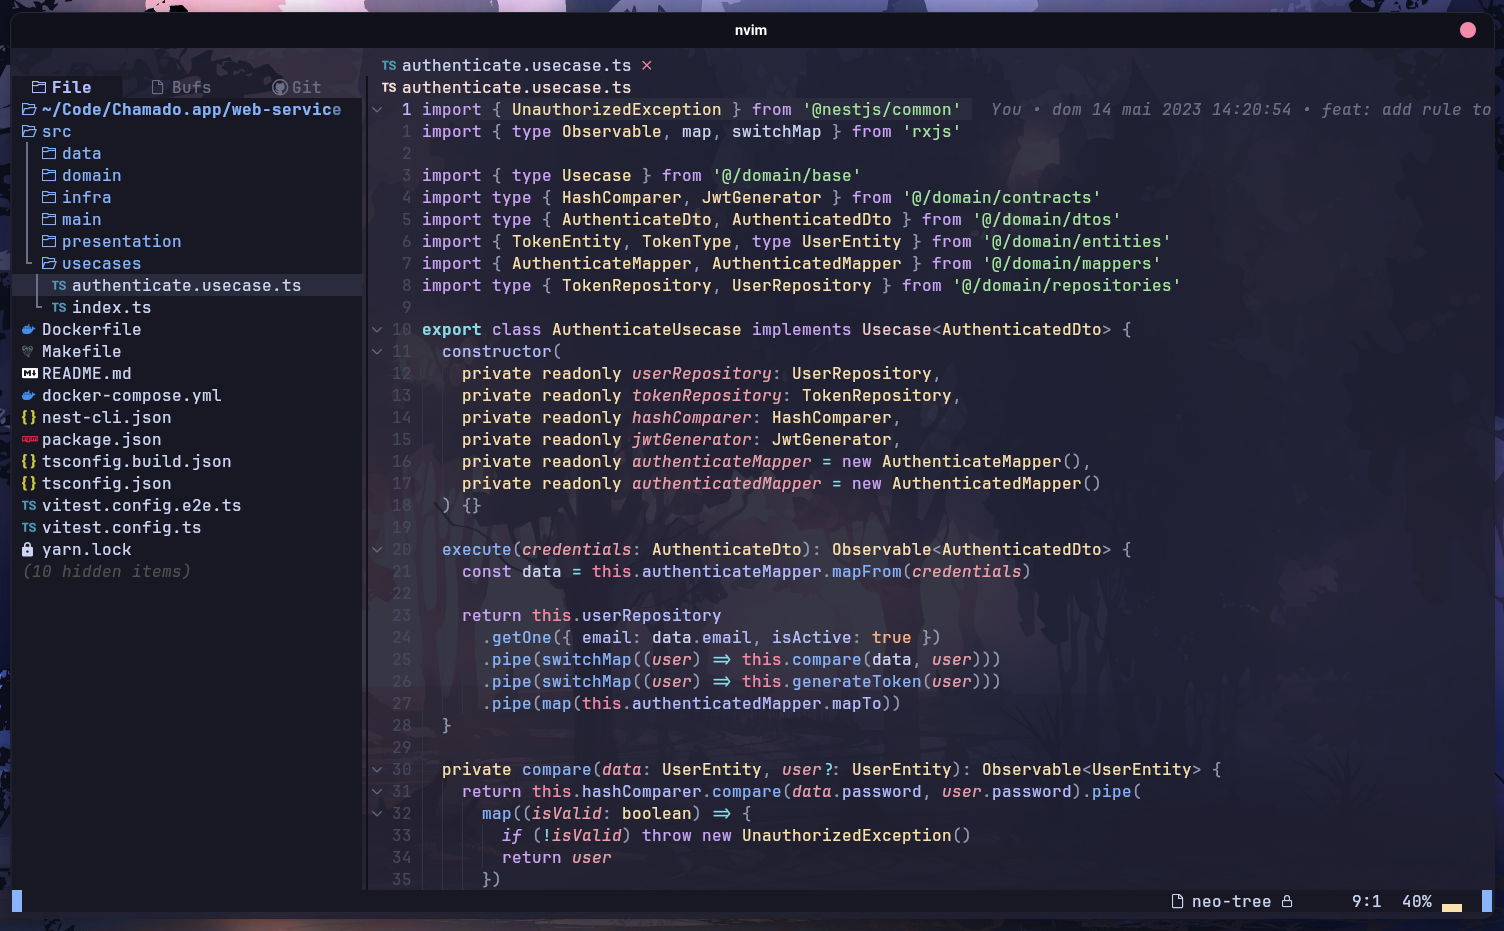 nvim
File Bufs Git
~/Code/Chamado.app/web-service
src
data
domain
infra
main
presentation
usecases
TS authenticate.usecase.ts
TS index.ts
Dockerfile
Makefile
README.md
docker-compose.yml
{} nest-cli.json
npm package.json
{} tsconfig.build.json
{} tsconfig.json
TS vitest.config.e2e.ts
TS vitest.config.ts
yarn.lock
(10 hidden items)
TS authenticate.usecase.ts ×
TS authenticate.usecase.ts
1 import { UnauthorizedException } from '@nestjs/common' You • dom 14 mai 2023 14:20:54 • feat: add rule to
1 import { type Observable, map, switchMap } from 'rxjs'
2
3 import { type Usecase } from '@/domain/base'
4 import type { HashComparer, JwtGenerator } from '@/domain/contracts'
5 import type { AuthenticateDto, AuthenticatedDto } from '@/domain/dtos'
6 import { TokenEntity, TokenType, type UserEntity } from '@/domain/entities'
7 import { AuthenticateMapper, AuthenticatedMapper } from '@/domain/mappers'
8 import type { TokenRepository, UserRepository } from '@/domain/repositories'
9
10 export class AuthenticateUsecase implements Usecase<AuthenticatedDto> {
11 constructor(
12 private readonly userRepository: UserRepository,
13 private readonly tokenRepository: TokenRepository,
14 private readonly hashComparer: HashComparer,
15 private readonly jwtGenerator: JwtGenerator,
16 private readonly authenticateMapper = new AuthenticateMapper(),
17 private readonly authenticatedMapper = new AuthenticatedMapper()
18 ) {}
19
20 execute(credentials: AuthenticateDto): Observable<AuthenticatedDto> {
21 const data = this.authenticateMapper.mapFrom(credentials)
22
23 return this.userRepository
24 .getOne({ email: data.email, isActive: true })
25 .pipe(switchMap((user) => this.compare(data, user)))
26 .pipe(switchMap((user) => this.generateToken(user)))
27 .pipe(map(this.authenticatedMapper.mapTo))
28 }
29
30 private compare(data: UserEntity, user?: UserEntity): Observable<UserEntity> {
31 return this.hashComparer.compare(data.password, user.password).pipe(
32 map((isValid: boolean) => {
33 if (!isValid) throw new UnauthorizedException()
34 return user
35 })
neo-tree 9:1 40%